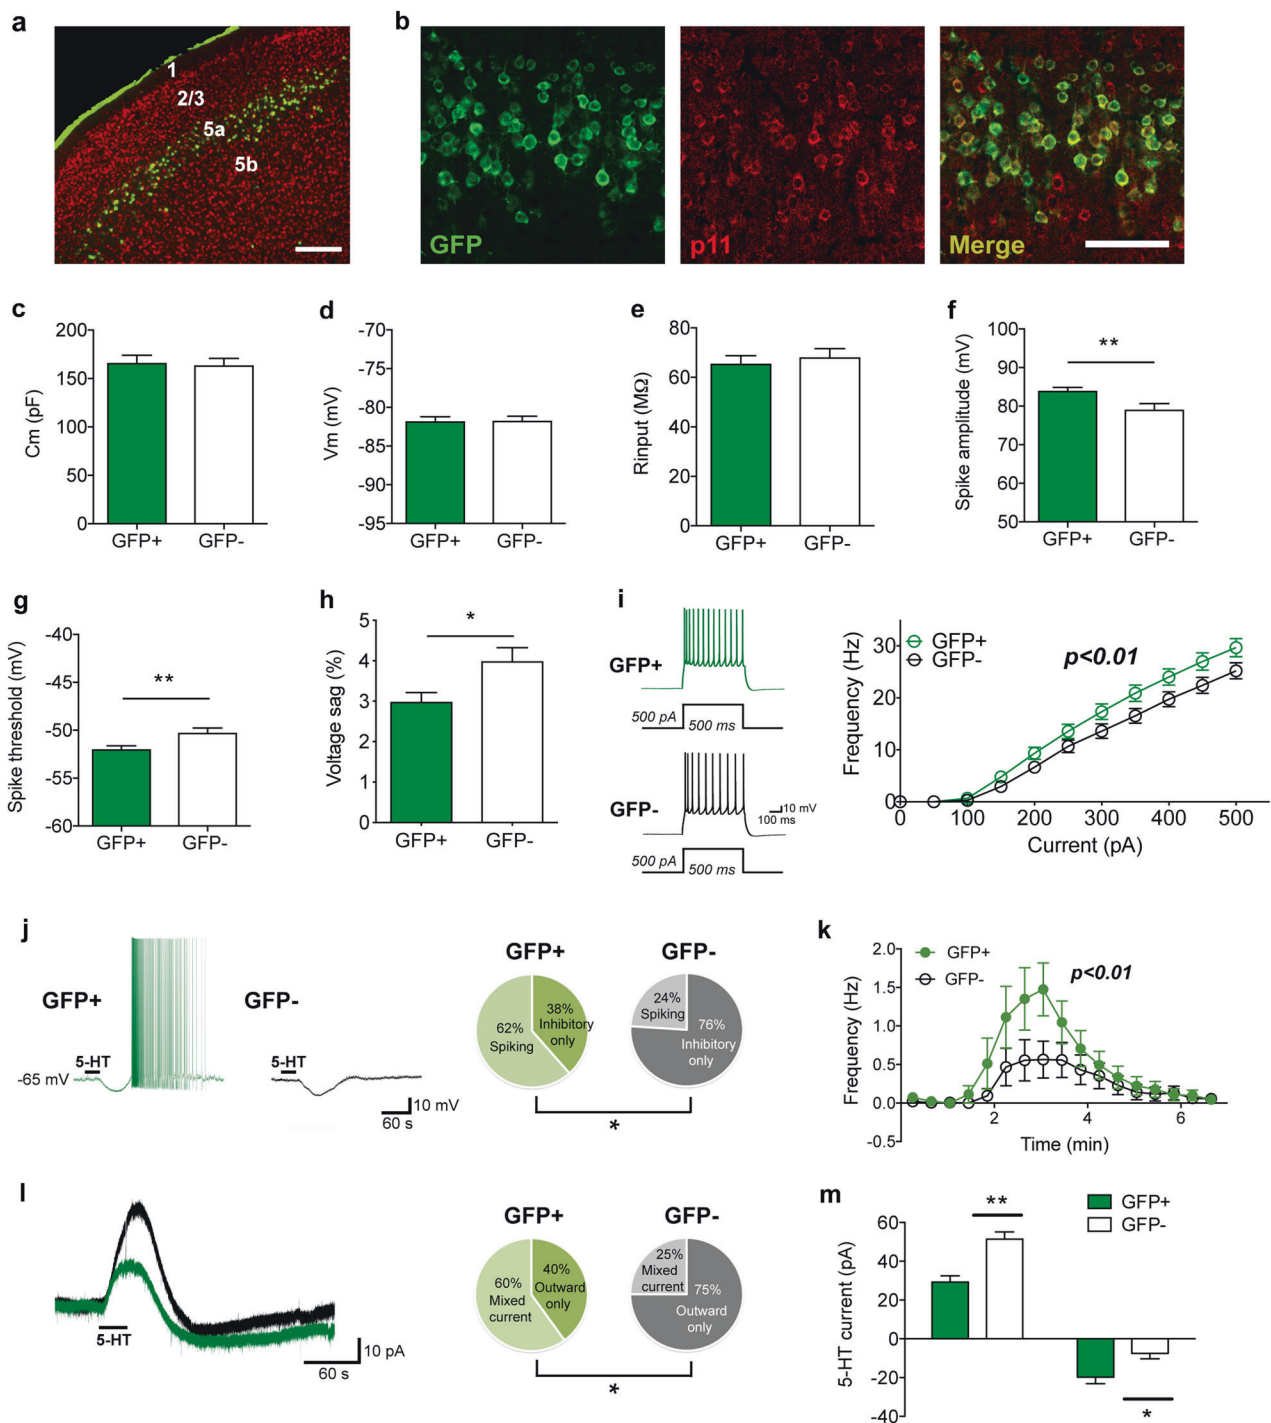 a
1
2/3
5a
5b
b
GFP
p11
Merge
c
200
150
100
50
0
Cm (pF)
GFP+
GFP-
d
-70
-75
-80
-85
-90
-95
Vm (mV)
GFP+
GFP-
e
80
60
40
20
0
Rinput (MΩ)
GFP+
GFP-
f
100
90
80
70
60
50
Spike amplitude (mV)
**
GFP+
GFP-
g
-40
-45
-50
-55
-60
Spike threshold (mV)
**
GFP+
GFP-
h
5
4
3
2
1
0
Voltage sag (%)
*
GFP+
GFP-
i
GFP+
500 pA
500 ms
GFP-
10 mV
100 ms
500 pA
500 ms
30
20
10
0
Frequency (Hz)
GFP+
GFP-
p<0.01
0
100
200
300
400
500
Current (pA)
j
GFP+
5-HT
-65 mV
GFP-
5-HT
10 mV
60 s
GFP+
62%
Spiking
38%
Inhibitory
only
GFP-
24%
Spiking
76%
Inhibitory
only
*
k
2.0
1.5
1.0
0.5
0.0
-0.5
Frequency (Hz)
GFP+
GFP-
p<0.01
2
4
6
Time (min)
l
5-HT
10 pA
60 s
GFP+
60%
Mixed
current
40%
Outward
only
GFP-
25%
Mixed
current
75%
Outward
only
*
m
60
40
20
0
-20
-40
5-HT current (pA)
**
GFP+
GFP-
*